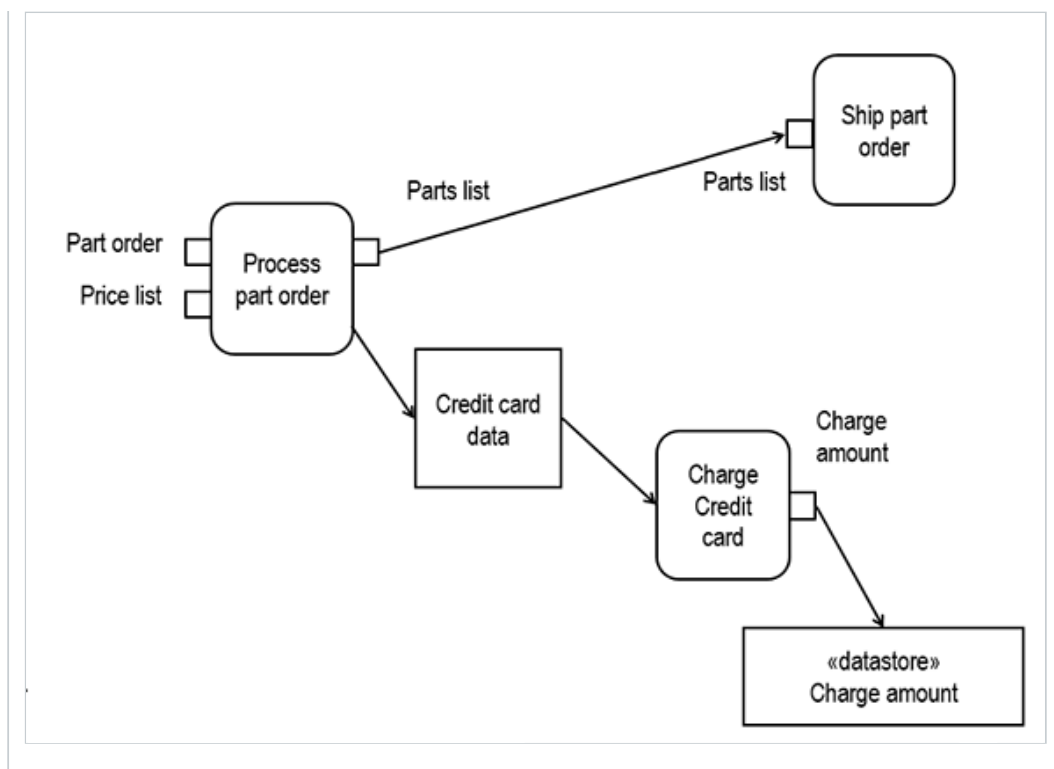 Ship part
order
Parts list
Parts list
Part order
Price list
Process
part order
Credit card
data
Charge
amount
Charge
Credit
card
«datastore»
Charge amount